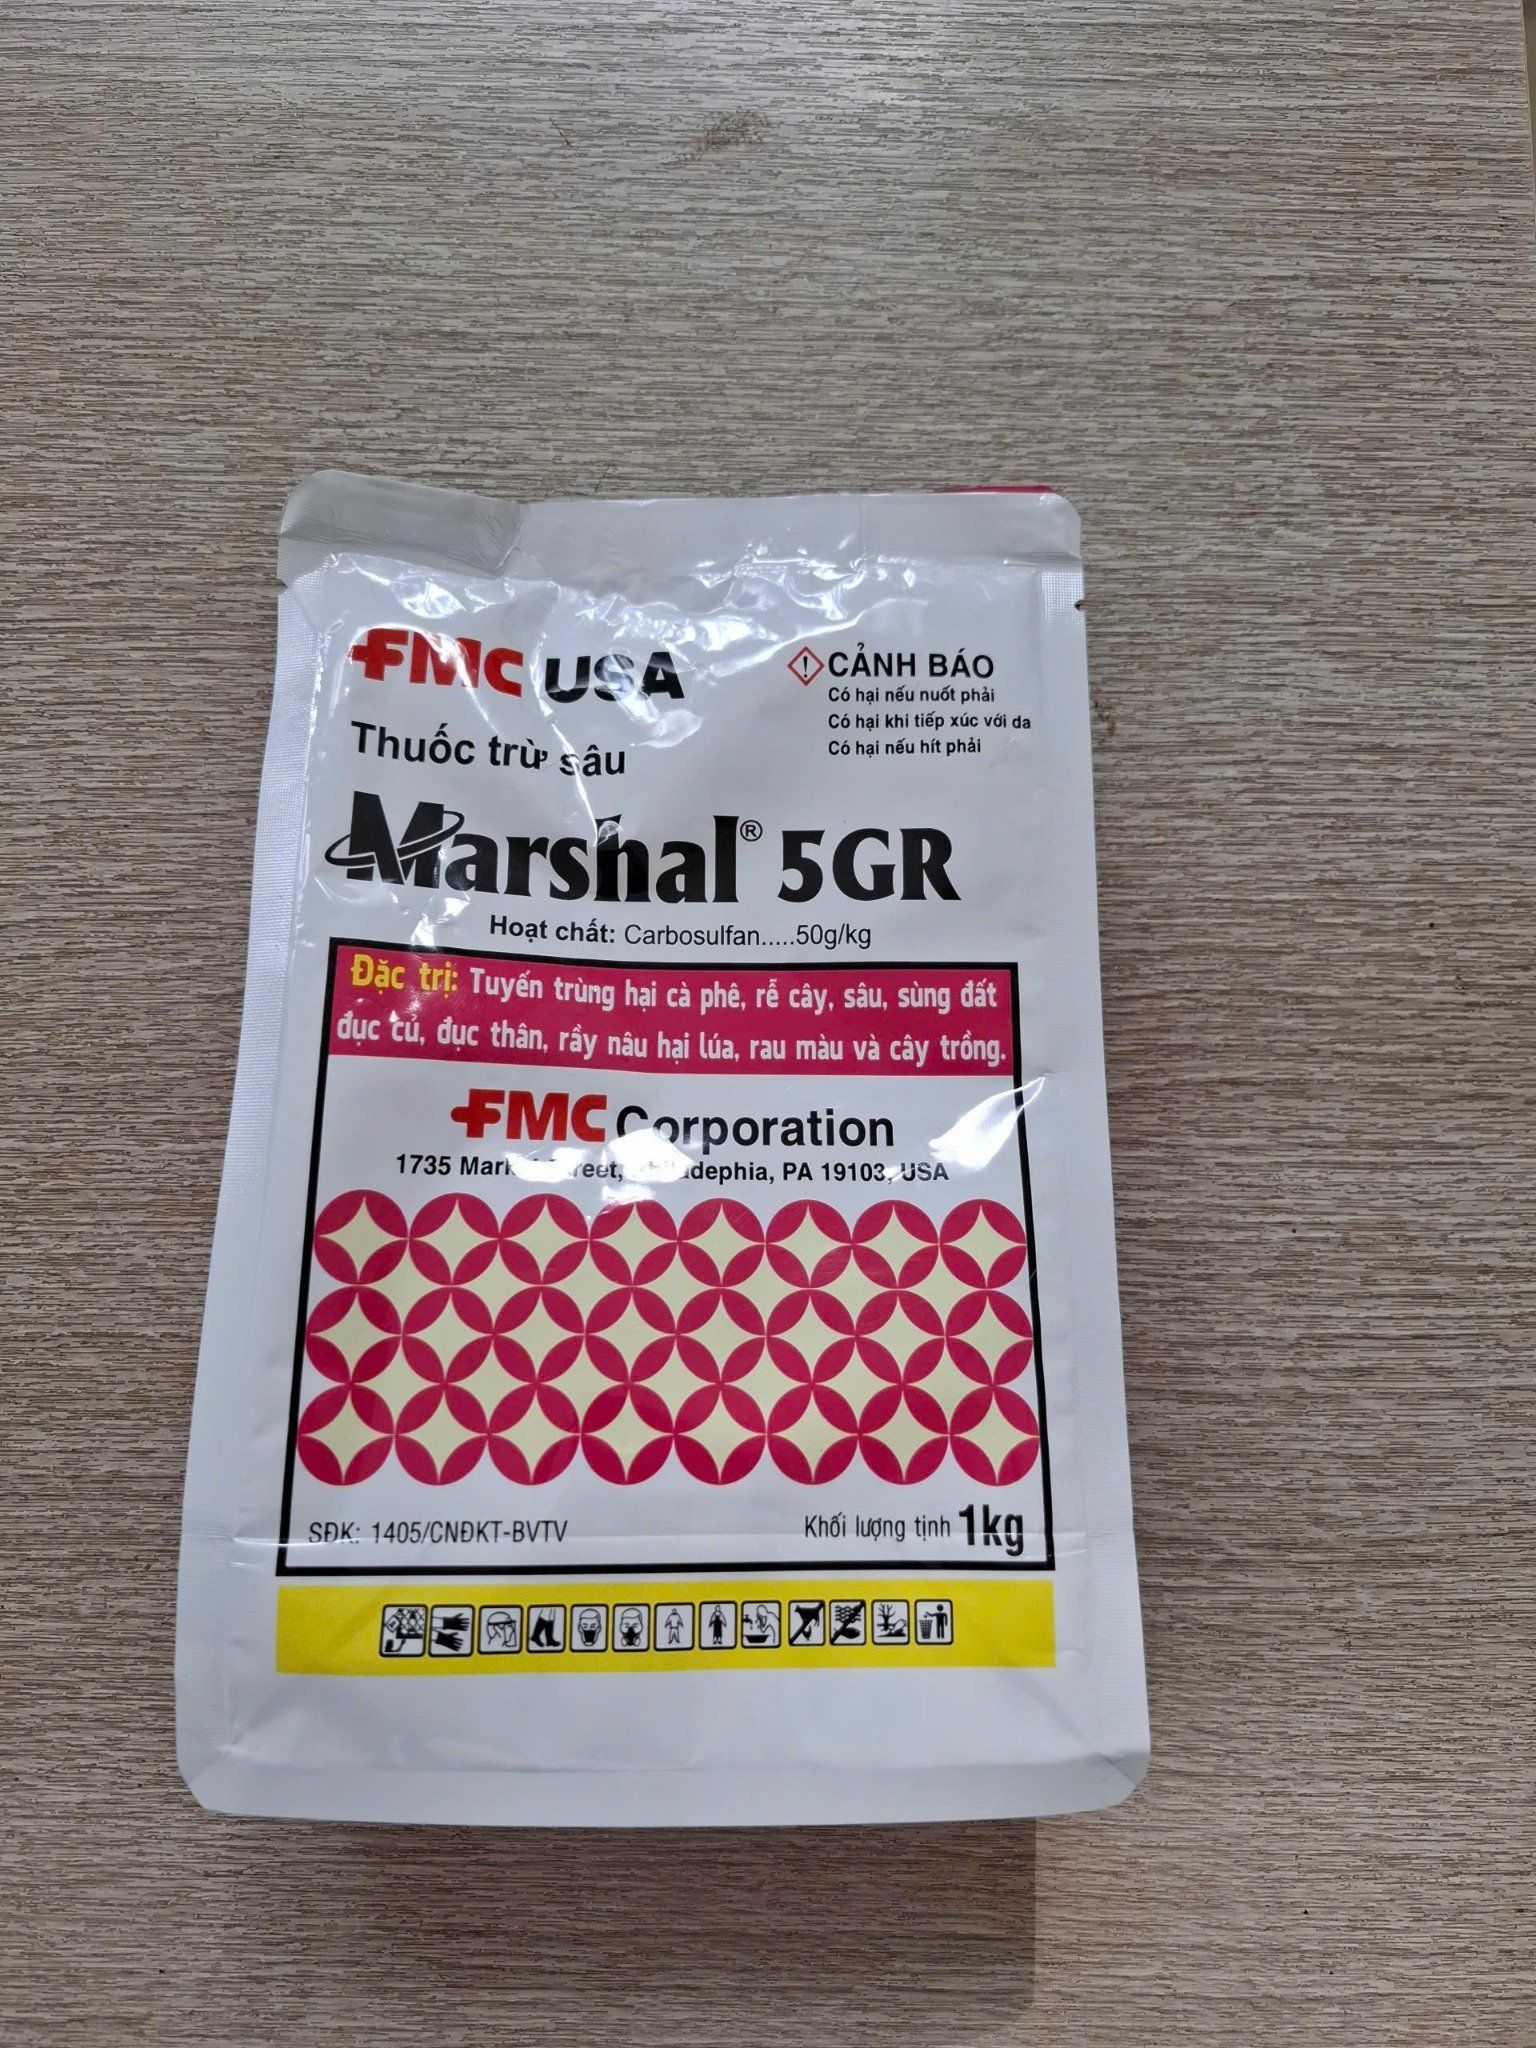 FMC USA
CẢNH BÁO
Có hại nếu nuốt phải
Có hại khi tiếp xúc với da
Có hại nếu hít phải
Thuốc trừ sâu
Marshal® 5GR
Hoạt chất: Carbosulfan.....50g/kg
Đặc trị: Tuyến trùng hại cà phê, rễ cây, sâu, sùng đất
đục củ, đục thân, rầy nâu hại lúa, rau màu và cây trồng.
FMC Corporation
1735 Market Street, Philadephia, PA 19103, USA
SĐK: 1405/CNĐKT-BVTV
Khối lượng tịnh 1kg